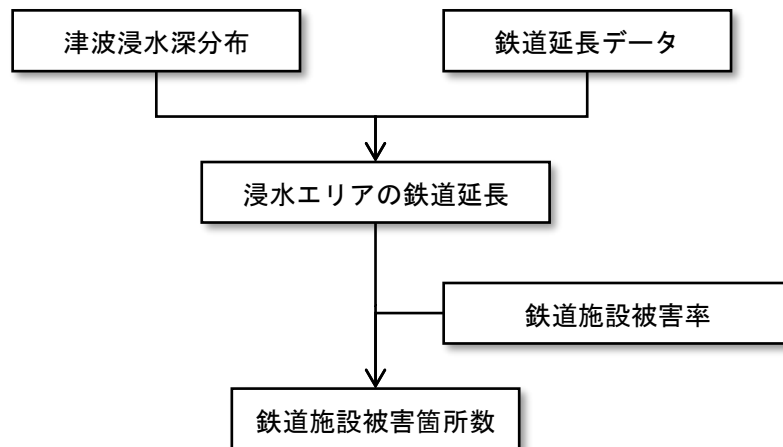 津波浸水深分布
鉄道延長データ
浸水エリアの鉄道延長
鉄道施設被害率
鉄道施設被害箇所数